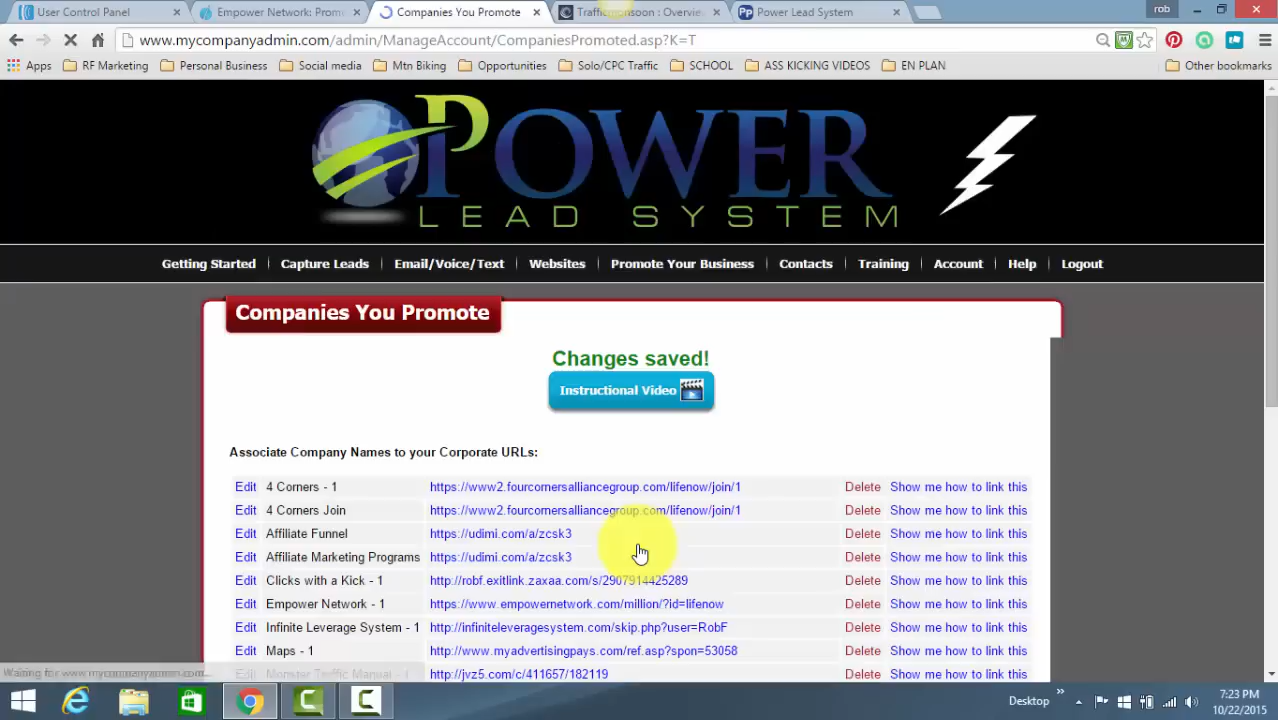 User Control Panel
Empower Network: Promo
Companies You Promote
Trafficmonsoon : Overview
Power Lead System
rob
www.mycompanyadmin.com/admin/ManageAccount/CompaniesPromoted.asp?K=T
Apps RF Marketing Personal Business Social media Mtn Biking Opportunities Solo/CPC Traffic SCHOOL ASS KICKING VIDEOS EN PLAN Other bookmarks
POWER
LEAD SYSTEM
Getting Started Capture Leads Email/Voice/Text Websites Promote Your Business Contacts Training Account Help Logout
Companies You Promote
Changes saved!
Instructional Video
Associate Company Names to your Corporate URLs:
Edit 4 Corners - 1 https://www2.fourcornersalliancegroup.com/lifenow/join/1 Delete Show me how to link this
Edit 4 Corners Join https://www2.fourcornersalliancegroup.com/lifenow/join/1 Delete Show me how to link this
Edit Affiliate Funnel https://udimi.com/a/zcsk3 Delete Show me how to link this
Edit Affiliate Marketing Programs https://udimi.com/a/zcsk3 Delete Show me how to link this
Edit Clicks with a Kick - 1 http://robf.exitlink.zaxaa.com/s/2907914425289 Delete Show me how to link this
Edit Empower Network - 1 https://www.empowernetwork.com/million/?id=lifenow Delete Show me how to link this
Edit Infinite Leverage System - 1 http://infiniteleveragesystem.com/skip.php?user=RobF Delete Show me how to link this
Edit Maps - 1 http://www.myadvertisingpays.com/ref.asp?spon=53058 Delete Show me how to link this
Edit Monster Traffic Manual http://jvz5.com/c/411657/182119 Delete Show me how to link this
Waiting for www.mycompanyadmin.com...
Desktop
7:23 PM
10/22/2015